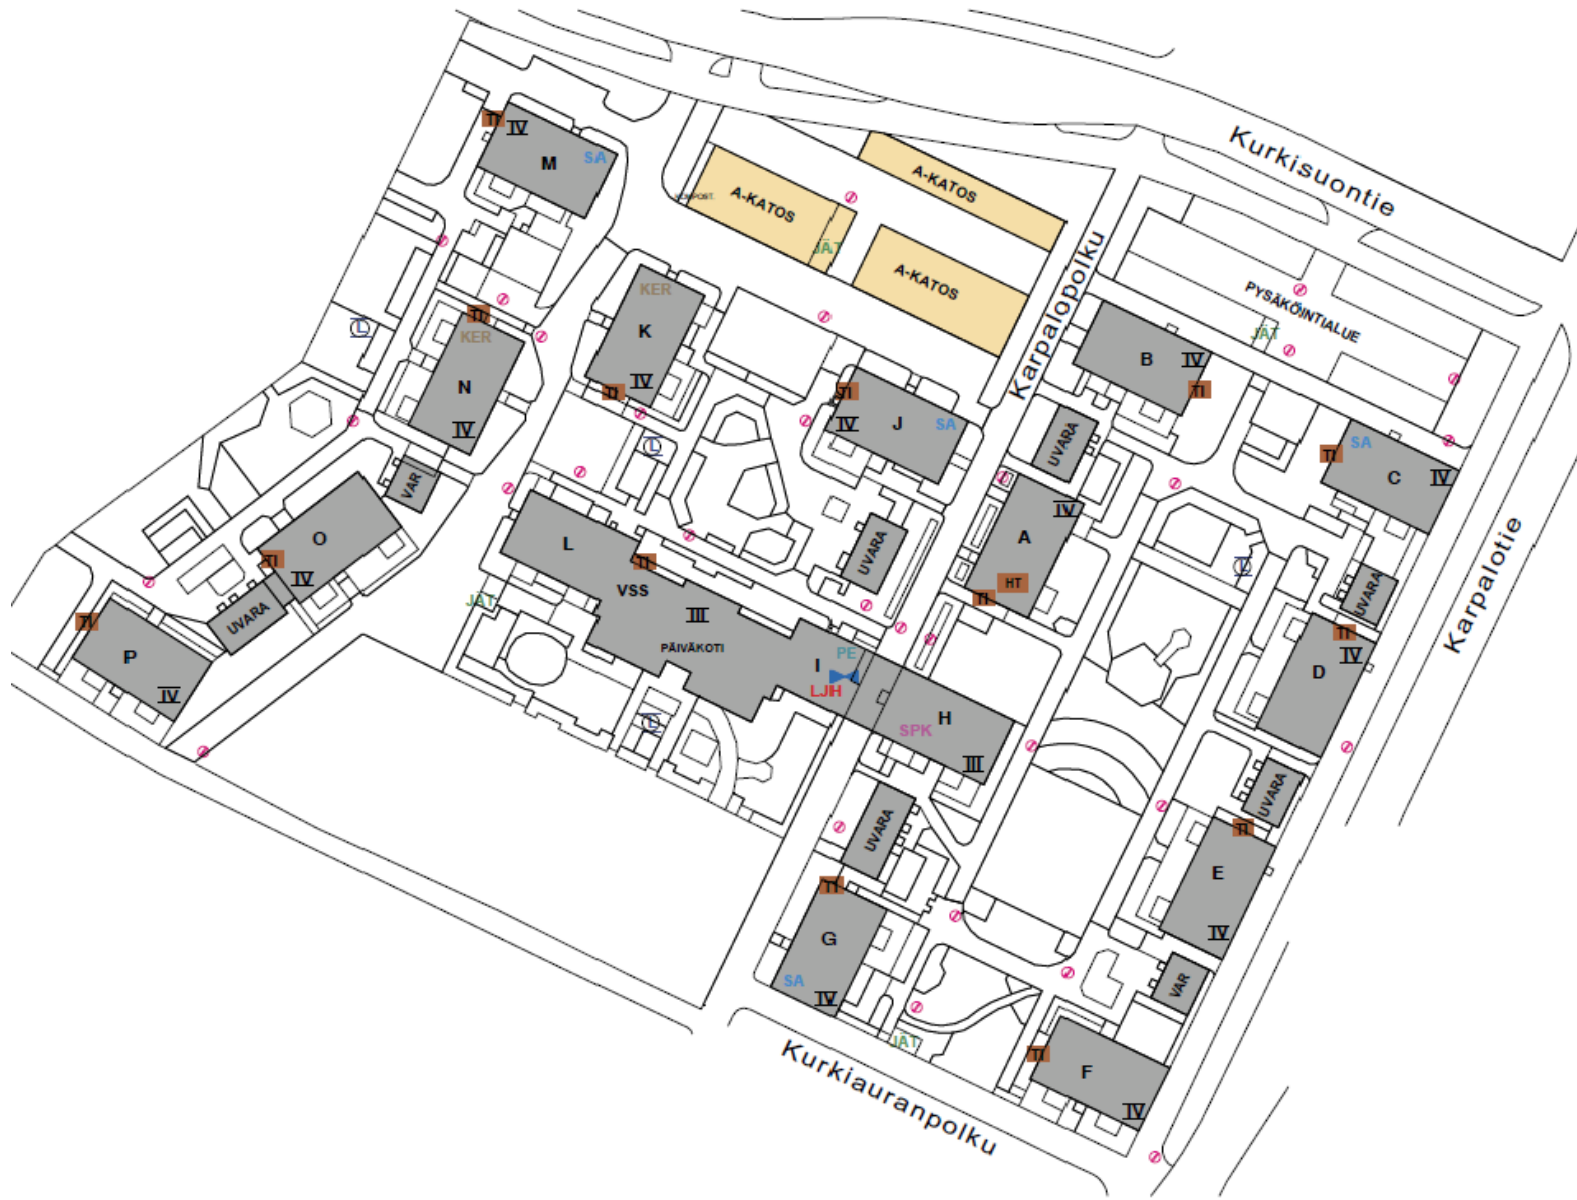 Kurkisuontie
TI
IV
M
SA
A-KATOS
A-KATOS
JÄT
A-KATOS
Karpalopolku
PYSÄKÖINTIALUE
JÄT
KER
K
IV
TI
TI
KER
N
IV
L
B
IV
TI
TI
IV
J
SA
L
UVARA
TI
SA
C
IV
Karpalotie
VAR
O
TI
IV
UVARA
TI
P
IV
L
TI
VSS
III
PÄIVÄKOTI
JÄT
UVARA
IV
A
HT
TI
L
UVARA
TI
IV
D
I
PE
LJIH
L
H
SPK
III
UVARA
UVARA
TI
E
IV
TI
G
SA
IV
VAR
JÄT
TI
F
IV
Kurkiauranpolku